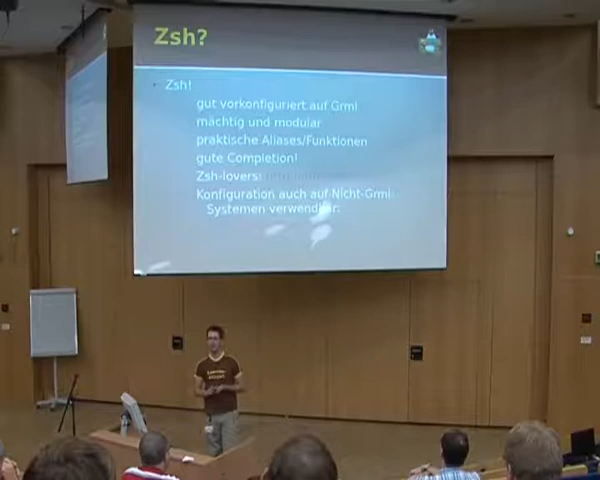 Zsh?
Zsh!
gut vorkonfiguriert auf Grml
mächtig und modular
praktische Aliases/Funktionen
gute Completion!
Zsh-lovers:
Konfiguration auch auf Nicht-Grml-
Systemen verwendbar: